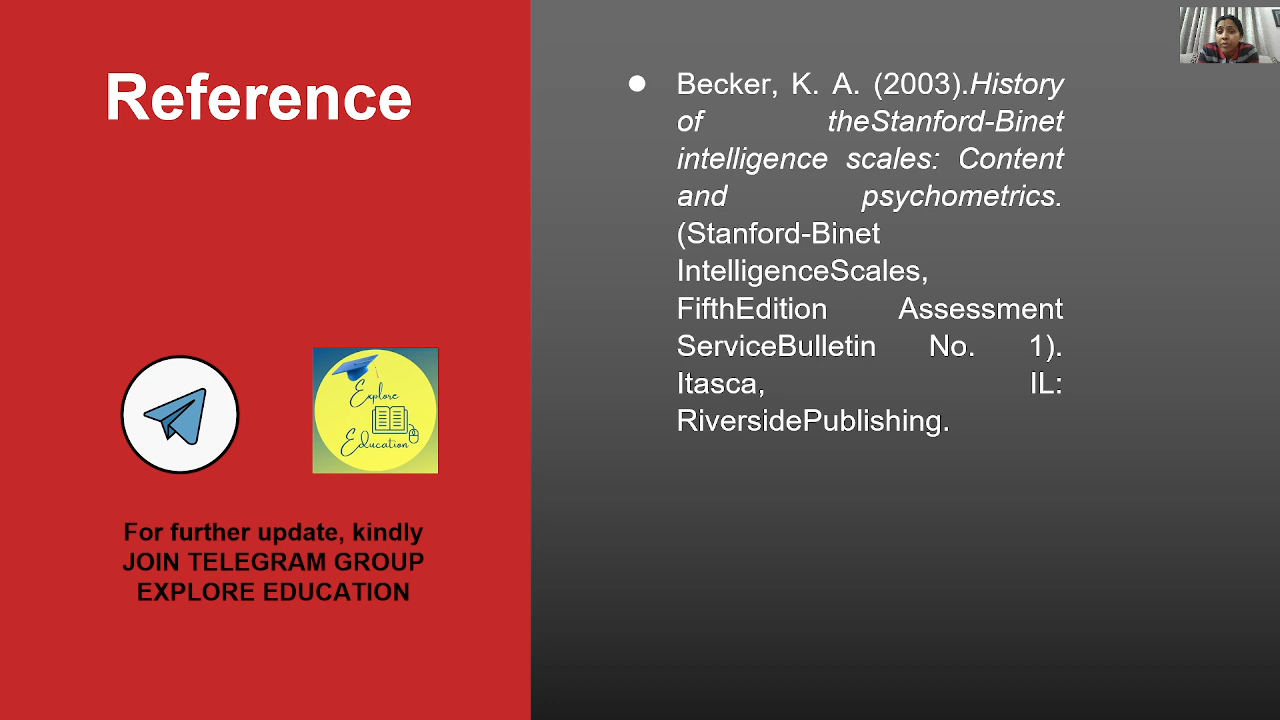 Reference
Becker, K. A. (2003).History
of theStanford-Binet
intelligence scales: Content
and psychometrics.
(Stanford-Binet
IntelligenceScales,
FifthEdition Assessment
ServiceBulletin No. 1).
Itasca, IL:
RiversidePublishing.
Explore
Education
For further update, kindly
JOIN TELEGRAM GROUP
EXPLORE EDUCATION